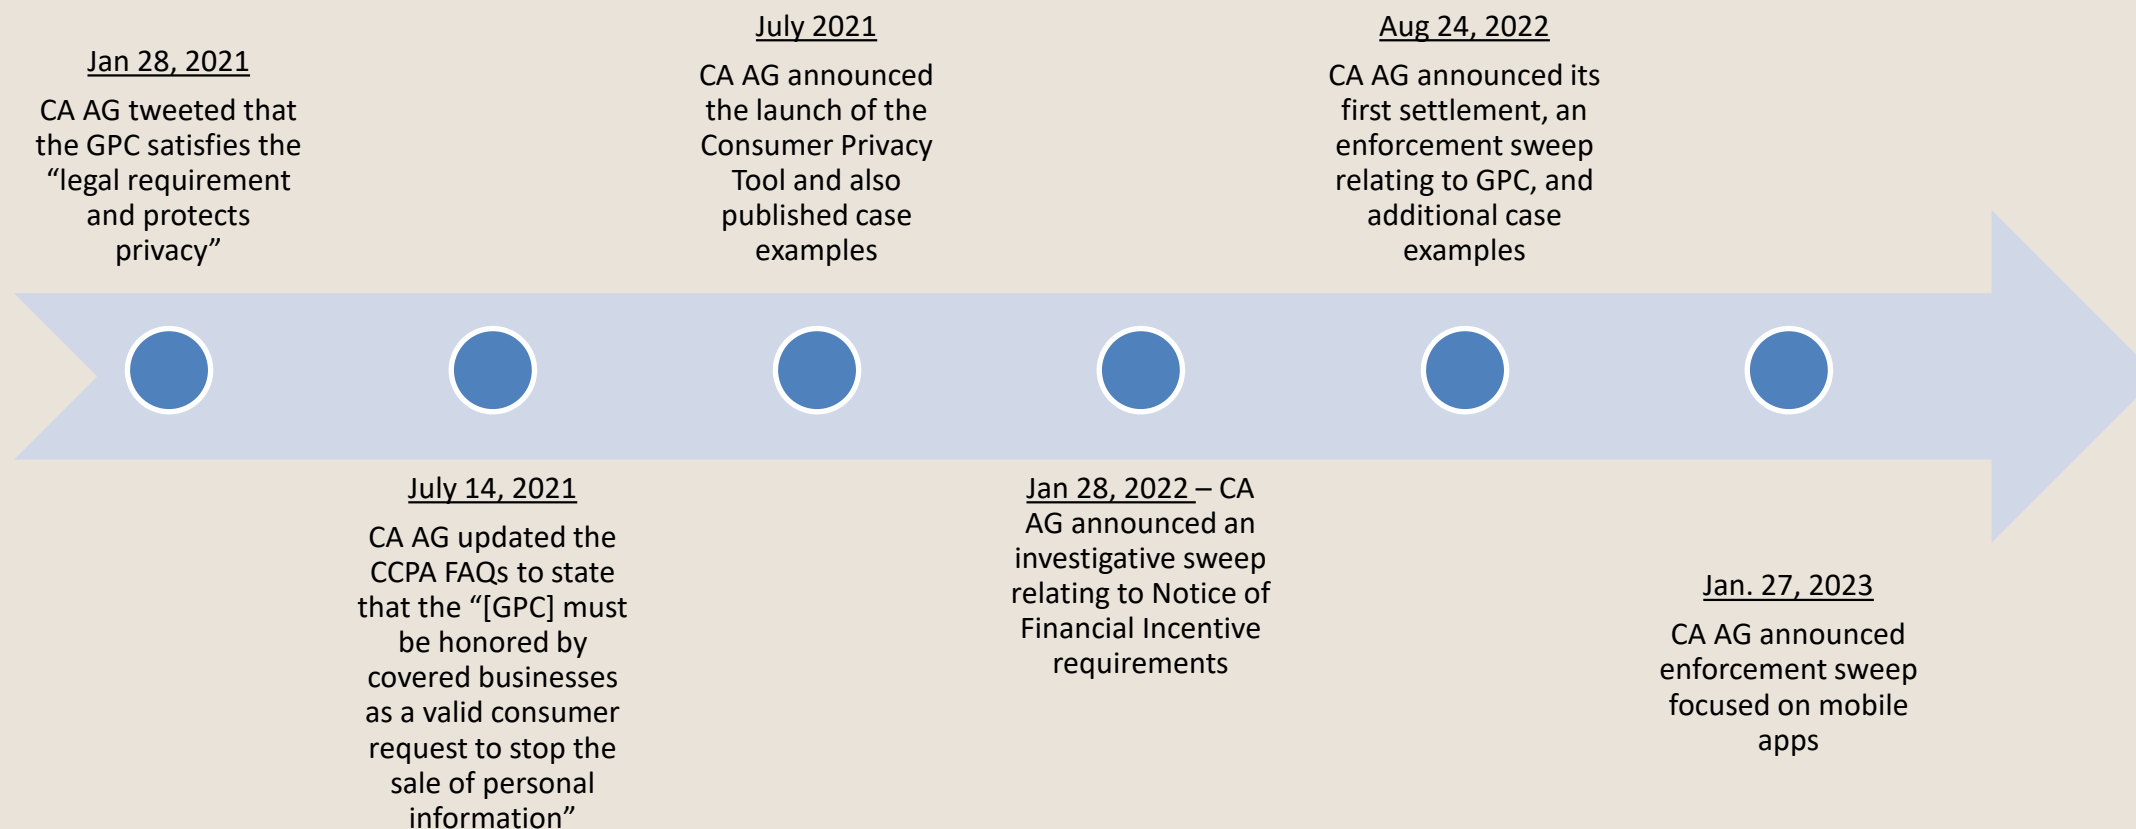 Jan 28, 2021
CA AG tweeted that
the GPC satisfies the
“legal requirement
and protects
privacy”
July 14, 2021
CA AG updated the
CCPA FAQs to state
that the “[GPC] must
be honored by
covered businesses
as a valid consumer
request to stop the
sale of personal
information”
July 2021
CA AG announced
the launch of the
Consumer Privacy
Tool and also
published case
examples
Jan 28, 2022 – CA
AG announced an
investigative sweep
relating to Notice of
Financial Incentive
requirements
Aug 24, 2022
CA AG announced its
first settlement, an
enforcement sweep
relating to GPC, and
additional case
examples
Jan. 27, 2023
CA AG announced
enforcement sweep
focused on mobile
apps